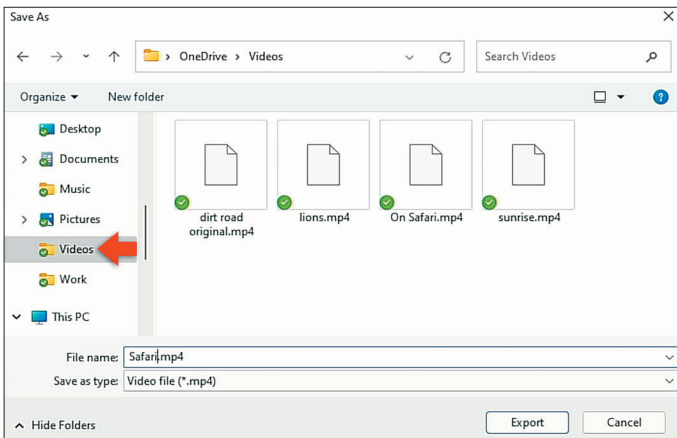 Save As
OneDrive > Videos
Search Videos
Organize
New folder
Desktop
Documents
Music
Pictures
Videos
Work
This PC
dirt road
original.mp4
lions.mp4
On Safari.mp4
sunrise.mp4
File name: Safari.mp4
Save as type: Video file (*.mp4)
Hide Folders
Export
Cancel